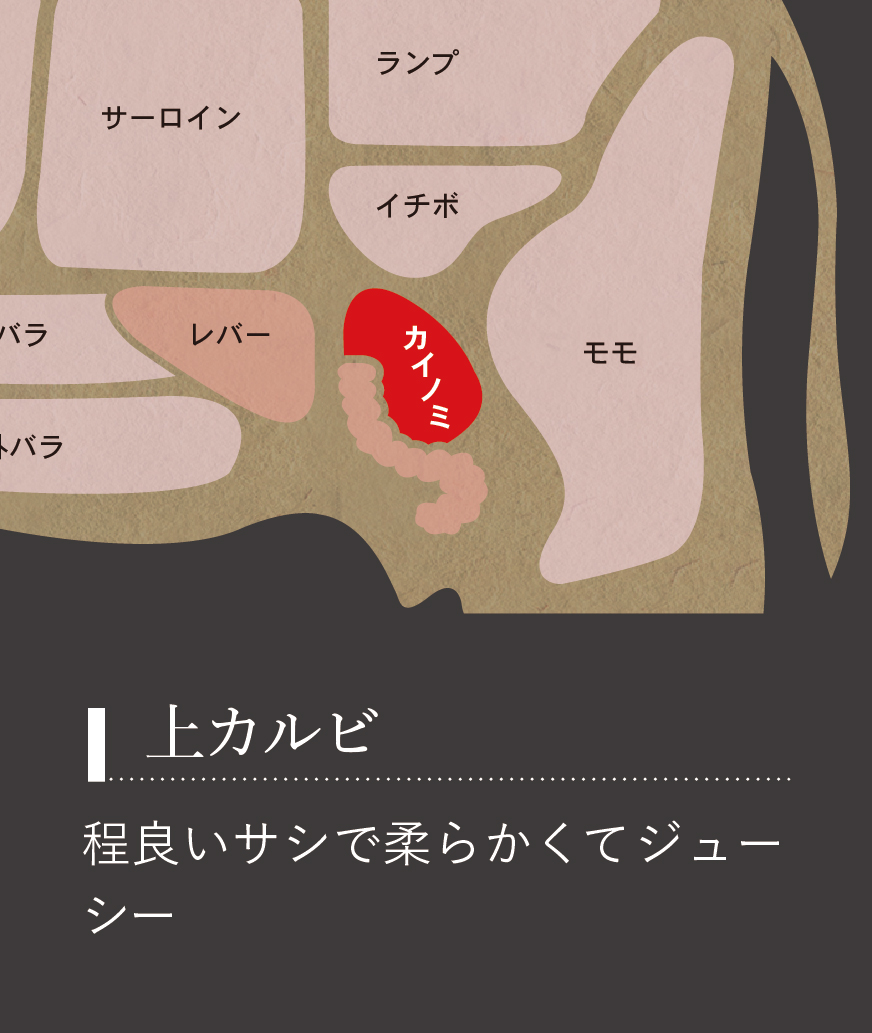 ランプ
サーロイン
イチボ
バラ
レバー
カイノミ
モモ
外バラ
上カルビ
程良いサシで柔らかくてジュー
シー